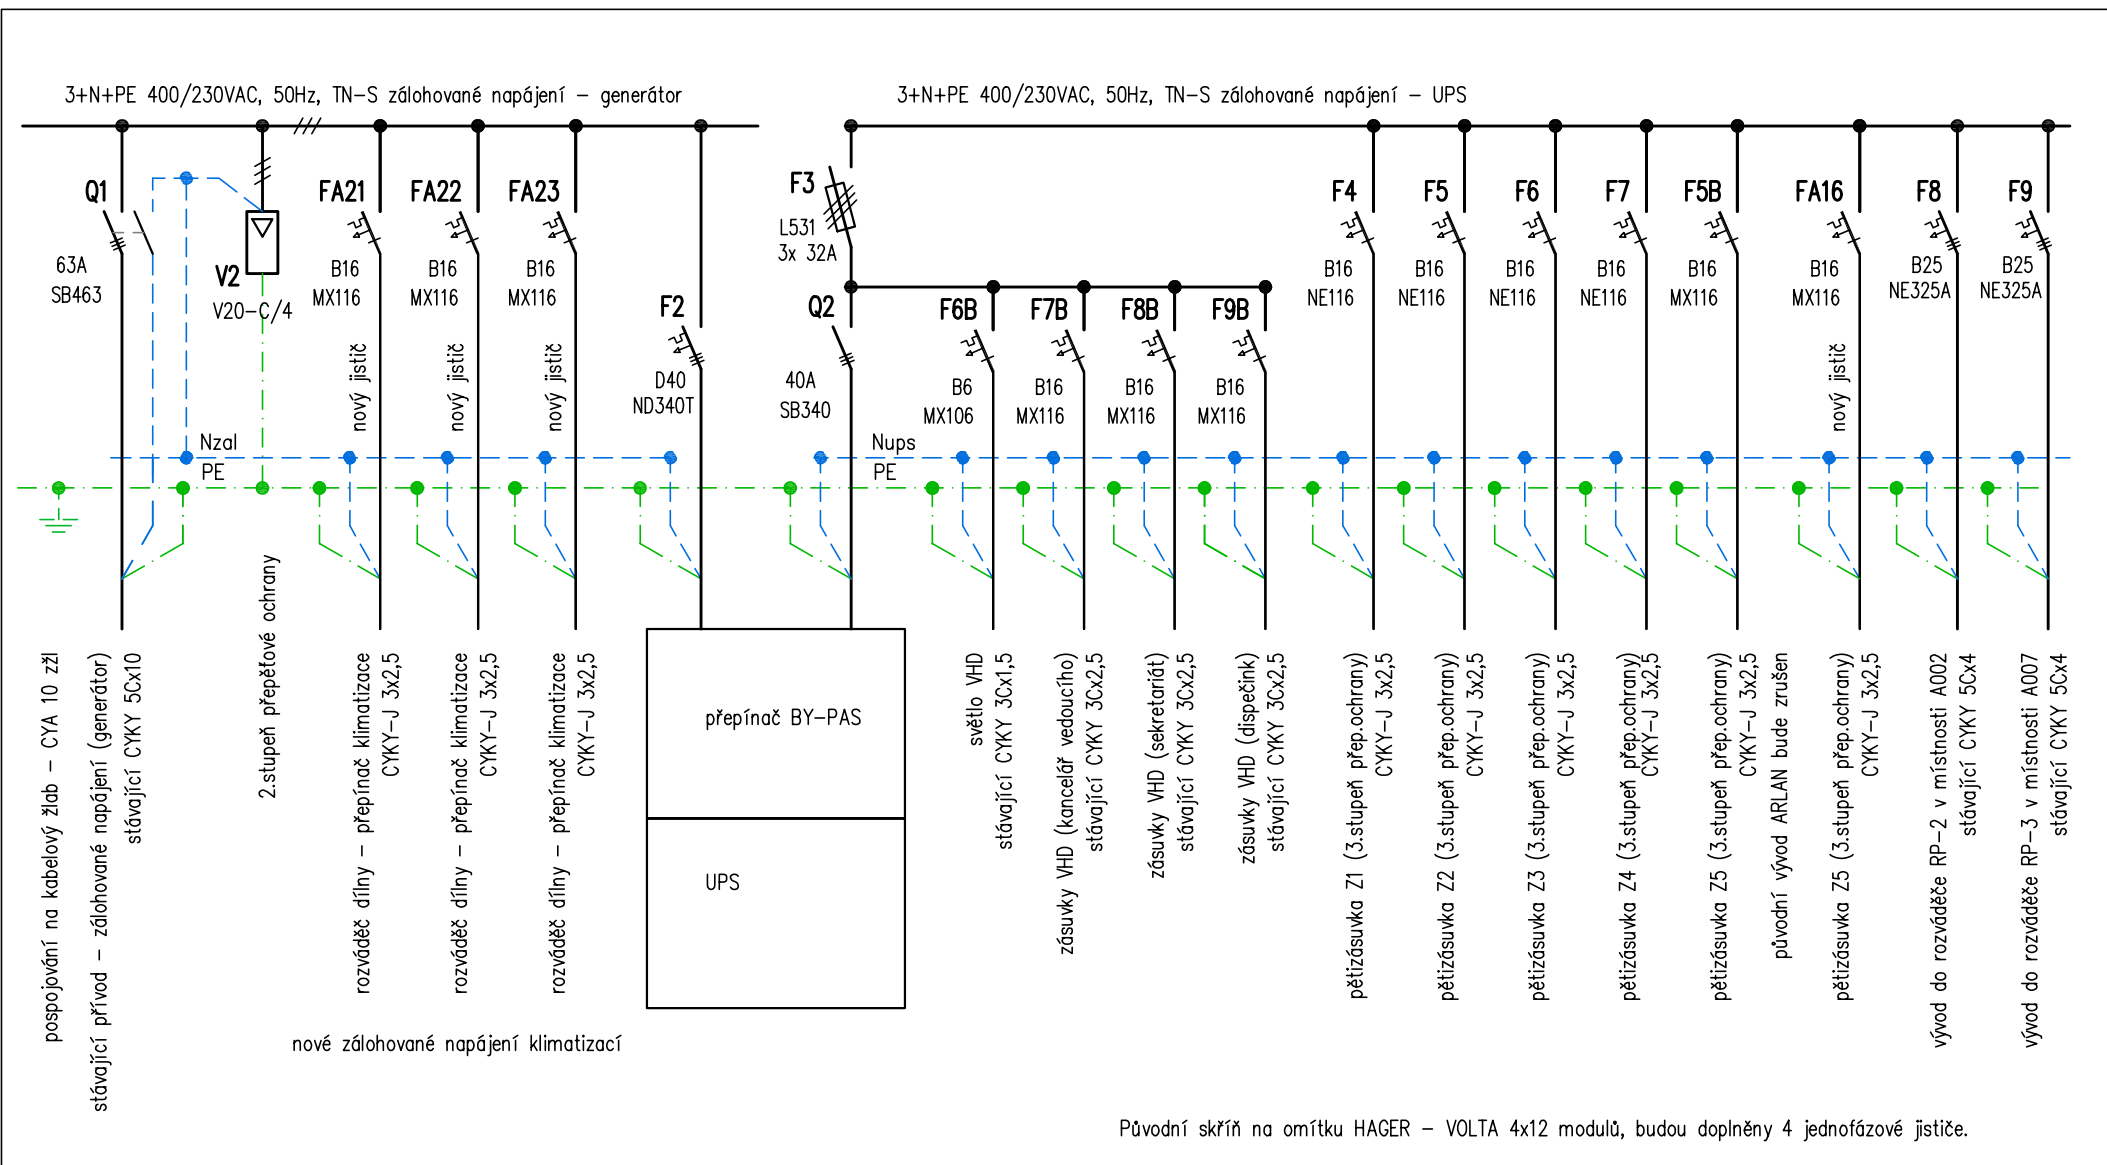 3+N+PE 400/230VAC, 50Hz, TN-S zálohované napájení - generátor
3+N+PE 400/230VAC, 50Hz, TN-S zálohované napájení - UPS
Q1
63A
SB463
V2
V20-C/4
FA21
B16
MX116
nový jistič
FA22
B16
MX116
nový jistič
FA23
B16
MX116
nový jistič
F2
D40
ND340T
F3
L531
3x 32A
Q2
40A
SB340
F6B
B6
MX106
F7B
B16
MX116
F8B
B16
MX116
F9B
B16
MX116
F4
B16
NE116
F5
B16
NE116
F6
B16
NE116
F7
B16
NE116
F5B
B16
MX116
FA16
B16
MX116
nový jistič
F8
B25
NE325A
F9
B25
NE325A
Nzal
PE
Nups
PE
pospojování na kabelový žlab - CYA 10 zžl
stávající přívod - zálohované napájení (generátor)
stávající CYKY 5Cx10
2.stupeň přepěťové ochrany
rozváděč dílny - přepínač klimatizace
CYKY-J 3x2,5
rozváděč dílny - přepínač klimatizace
CYKY-J 3x2,5
rozváděč dílny - přepínač klimatizace
CYKY-J 3x2,5
přepínač BY-PAS
UPS
světlo VHD
stávající CYKY 3Cx1,5
zásuvky VHD (kancelář vedoucího)
stávající CYKY 3Cx2,5
zásuvky VHD (sekretariát)
stávající CYKY 3Cx2,5
zásuvky VHD (dispečink)
stávající CYKY 3Cx2,5
pětizásuvka Z1 (3.stupeň přep.ochrany)
CYKY-J 3x2,5
pětizásuvka Z2 (3.stupeň přep.ochrany)
CYKY-J 3x2,5
pětizásuvka Z3 (3.stupeň přep.ochrany)
CYKY-J 3x2,5
pětizásuvka Z4 (3.stupeň přep.ochrany)
CYKY-J 3x2,5
pětizásuvka Z5 (3.stupeň přep.ochrany)
CYKY-J 3x2,5
původní vývod ARLAN bude zrušen
pětizásuvka Z5 (3.stupeň přep.ochrany)
CYKY-J 3x2,5
vývod do rozváděče RP-2 v místnosti A002
stávající CYKY 5Cx4
vývod do rozváděče RP-3 v místnosti A007
stávající CYKY 5Cx4
nové zálohované napájení klimatizací
Původní skříň na omítku HAGER - VOLTA 4x12 modulů, budou doplněny 4 jednofázové jističe.